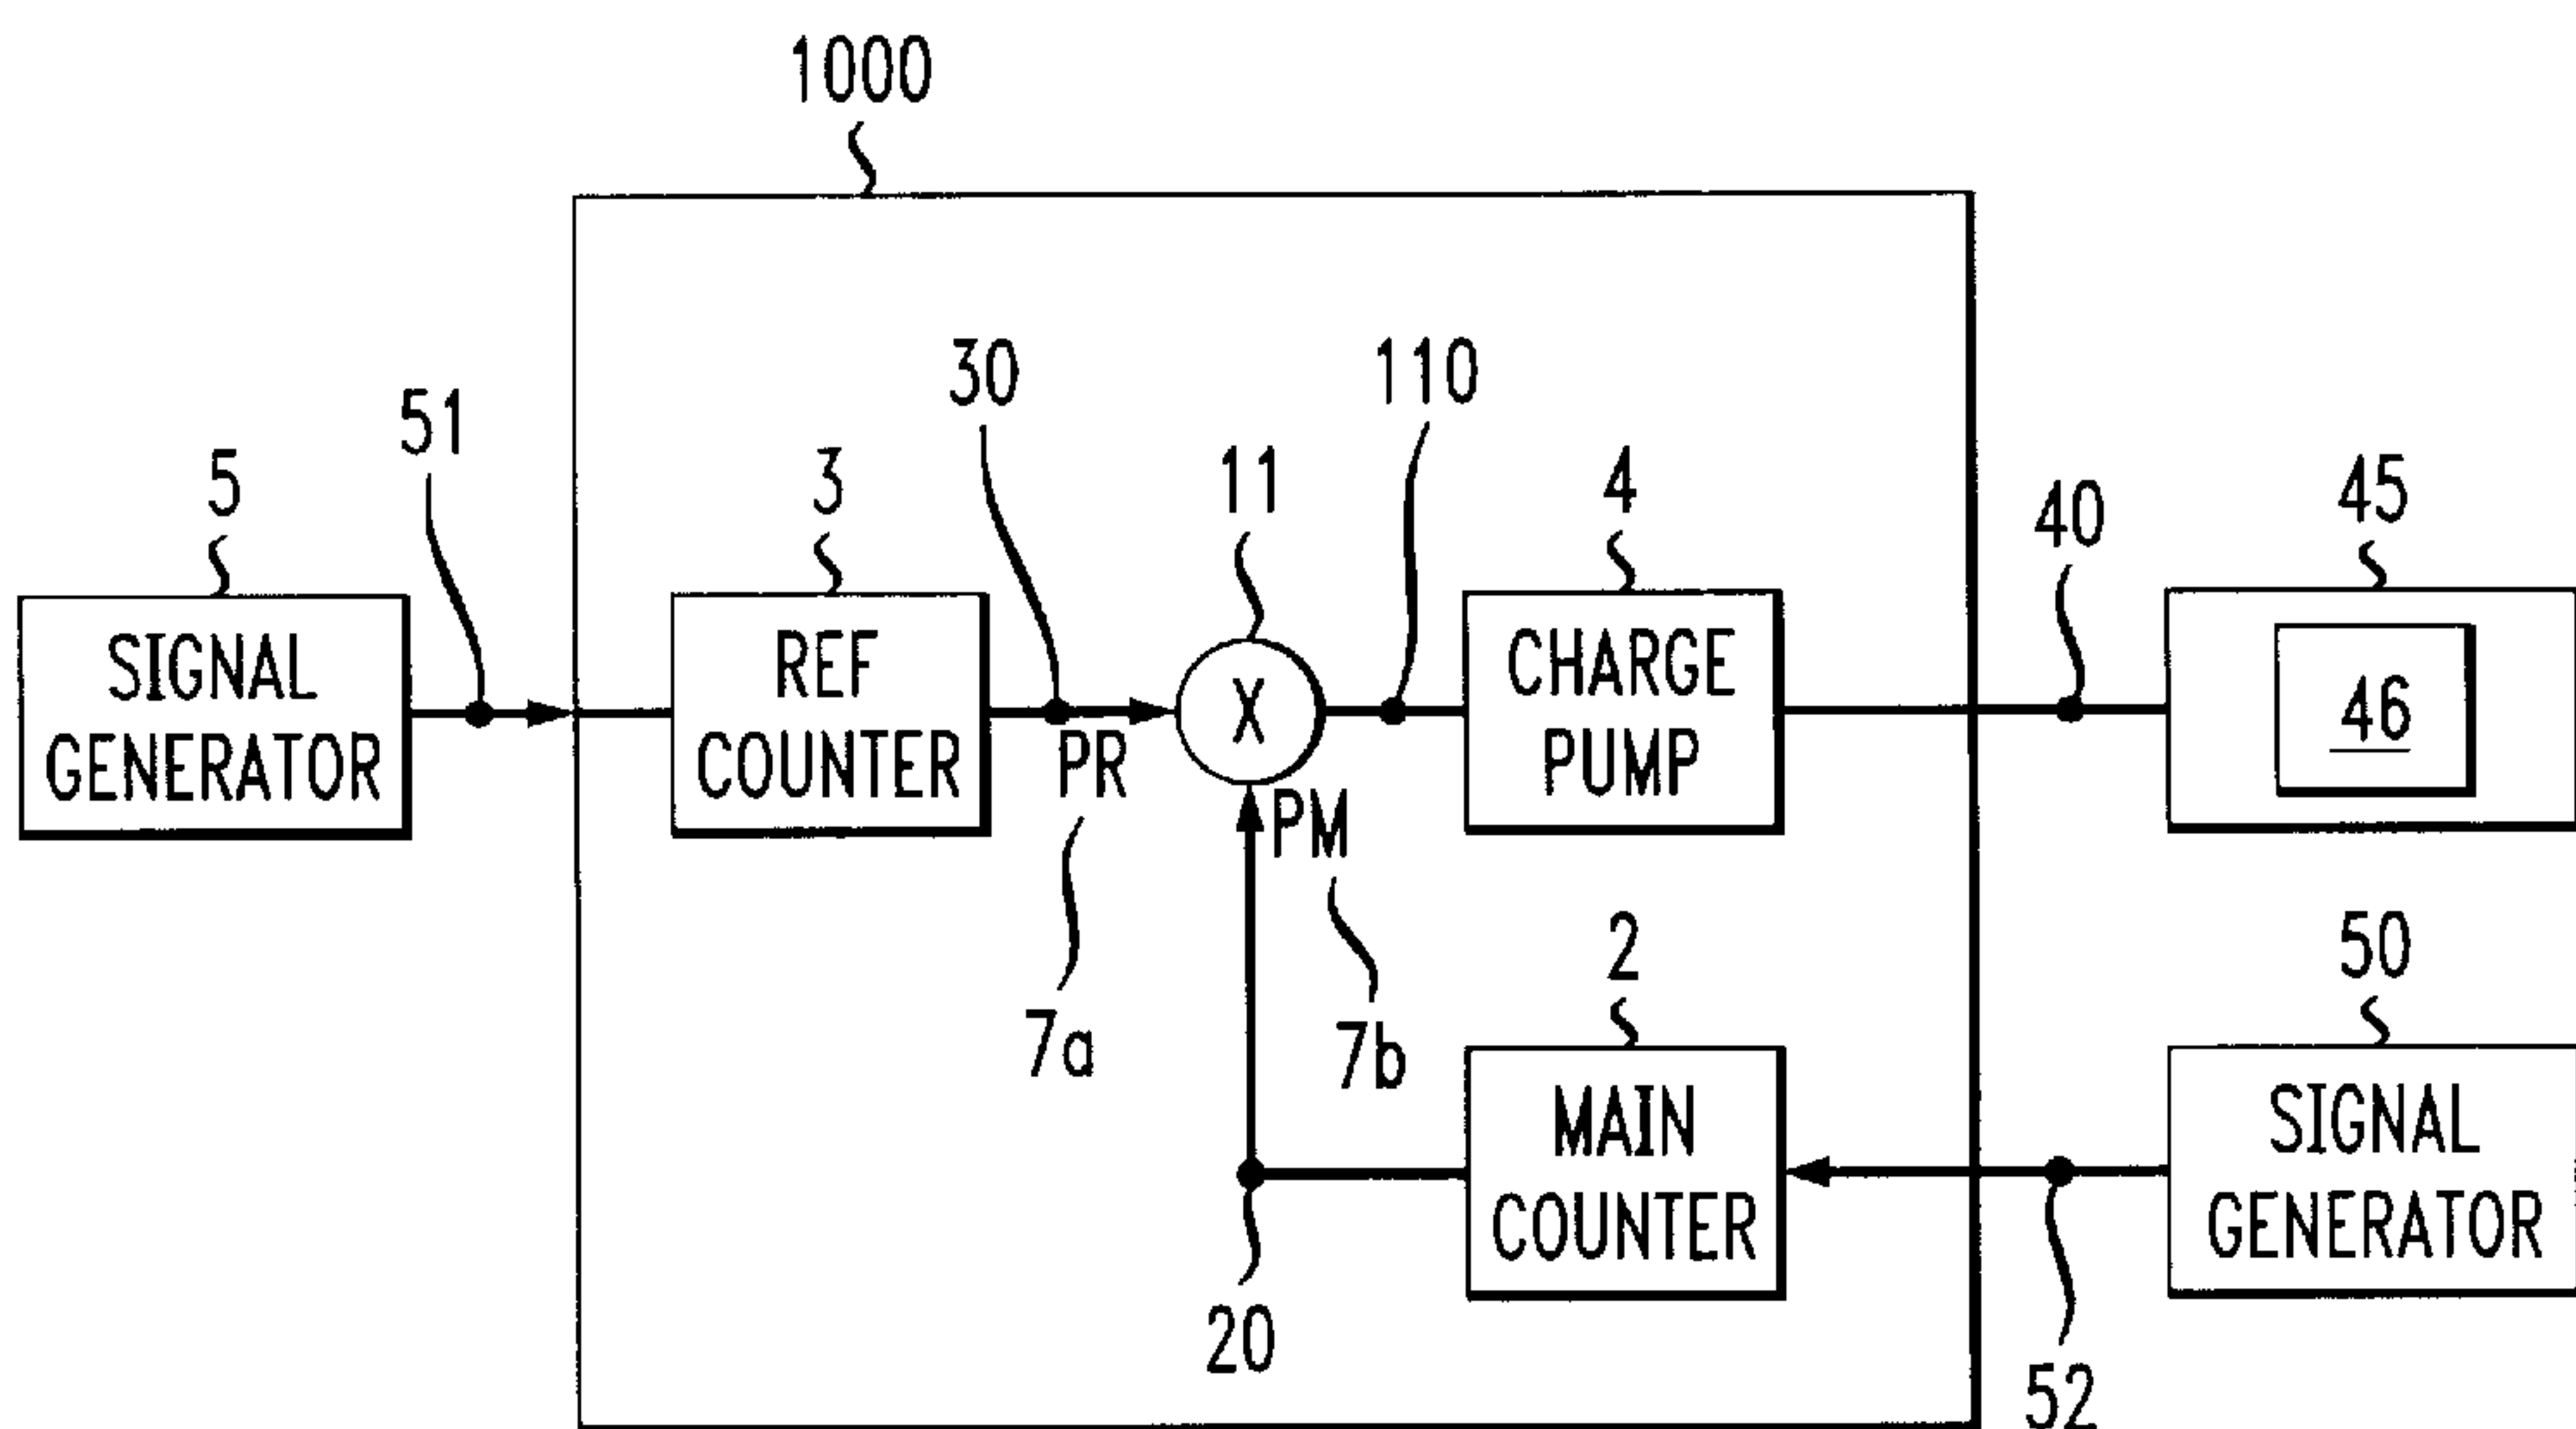 1000
51
30
110
5
3
11
4
40
45
SIGNAL
GENERATOR
REF
COUNTER
PR
X
CHARGE
PUMP
46
PM
7a
7b
2
50
MAIN
COUNTER
SIGNAL
GENERATOR
20
52